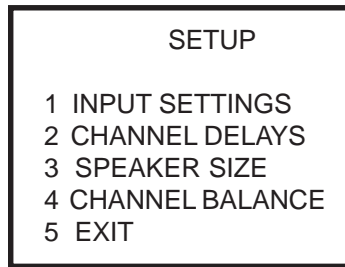 SETUP
1 INPUT SETTINGS
2 CHANNEL DELAYS
3 SPEAKER SIZE
4 CHANNEL BALANCE
5 EXIT